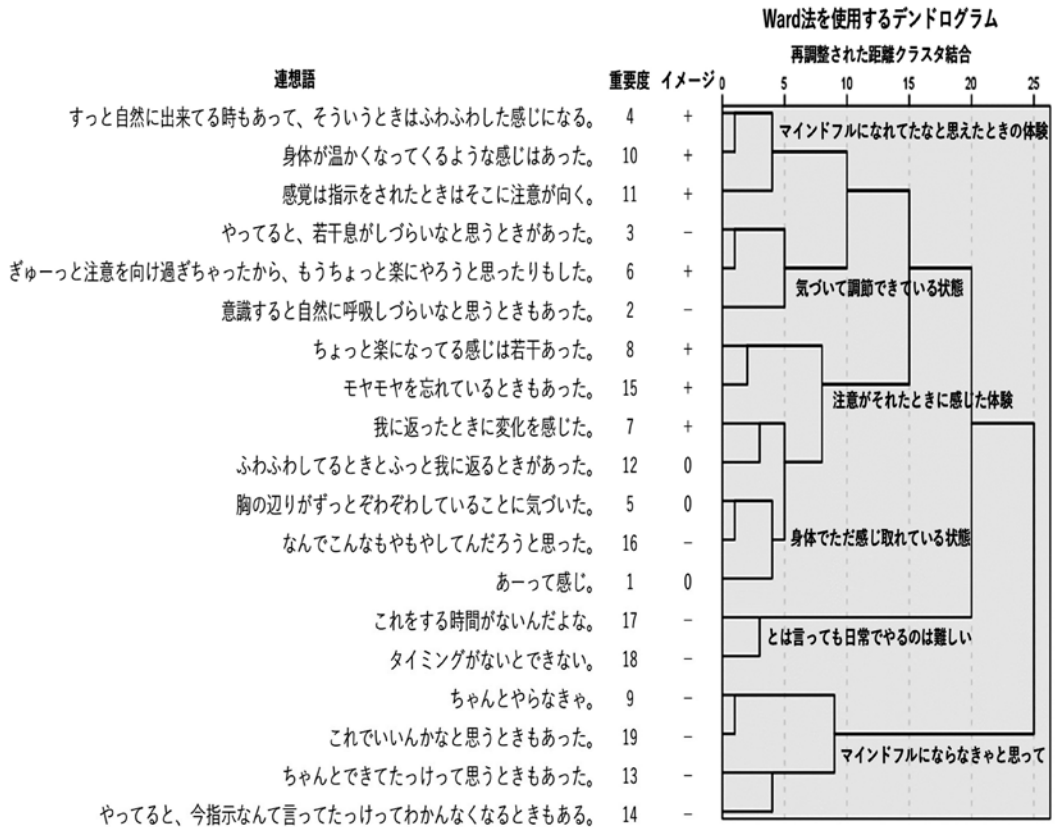 Ward法を使用するデンドログラム
再調整された距離クラスタ結合
連想語 重要度 イメージ 0 5 10 15 20 25
すっと自然に出来てる時もあって、そういうときはふわふわした感じになる。 4 +
マインドフルになれてたなと思えたときの体験
身体が温かくなってくるような感じはあった。 10 +
感覚は指示をされたときはそこに注意が向く。 11 +
やってると、若干息がしづらいなと思うときがあった。 3 −
ぎゅーっと注意を向け過ぎちゃったから、もうちょっと楽にやろうと思ったりもした。 6 +
気づいて調節できている状態
意識すると自然に呼吸しづらいなと思うときもあった。 2 −
ちょっと楽になってる感じは若干あった。 8 +
モヤモヤを忘れているときもあった。 15 +
注意がそれたときに感じた体験
我に返ったときに変化を感じた。 7 +
ふわふわしてるときとふっと我に返るときがあった。 12 0
胸の辺りがずっとぞわぞわしていることに気づいた。 5 0
なんでこんなもやもやしてんだろうと思った。 16 −
身体でただ感じ取れている状態
あーって感じ。 1 0
これをする時間がないんだよな。 17 −
とは言っても日常でやるのは難しい
タイミングがないとできない。 18 −
ちゃんとやらなきゃ。 9 −
これでいいんかなと思うときもあった。 19 −
マインドフルにならなきゃと思って
ちゃんとできてたっけって思うときもあった。 13 −
やってると、今指示なんて言ってたっけってわかんなくなるときもある。 14 −